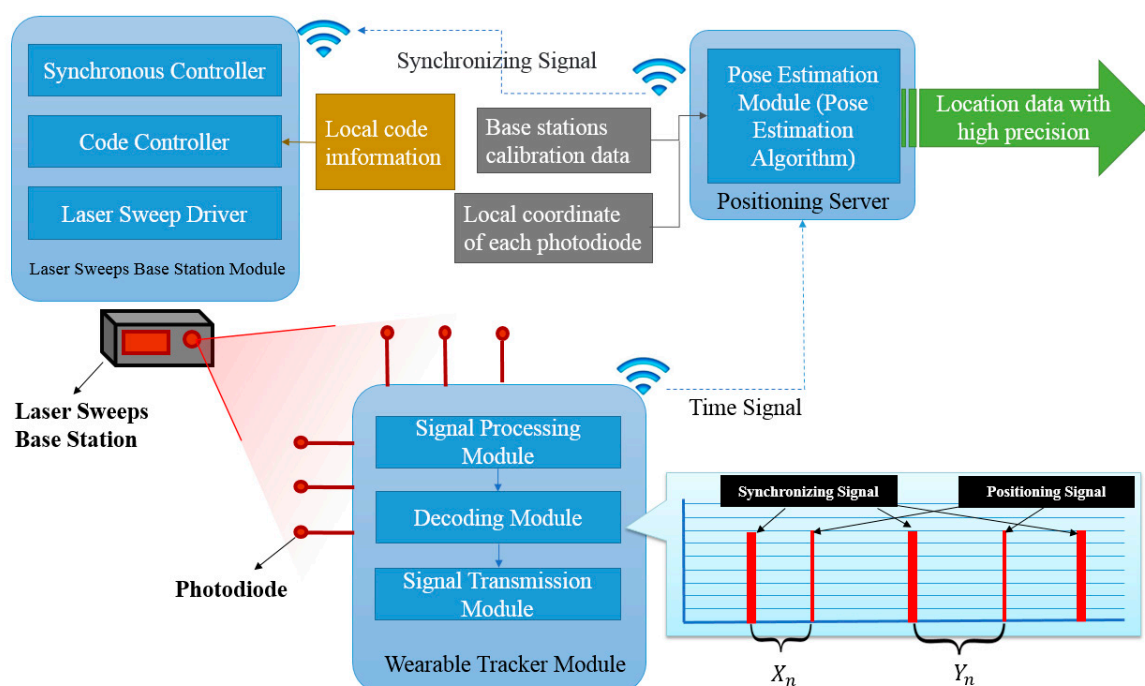 Synchronous Controller
Code Controller
Laser Sweep Driver
Laser Sweeps Base Station Module
Local code
imformation
Synchronizing Signal
Base stations
calibration data
Local coordinate
of each photodiode
Pose Estimation
Module (Pose
Estimation
Algorithm)
Positioning Server
Location data with
high precision
Laser Sweeps
Base Station
Photodiode
Time Signal
Signal Processing
Module
Decoding Module
Signal Transmission
Module
Wearable Tracker Module
Synchronizing Signal
Positioning Signal
Xn
Yn